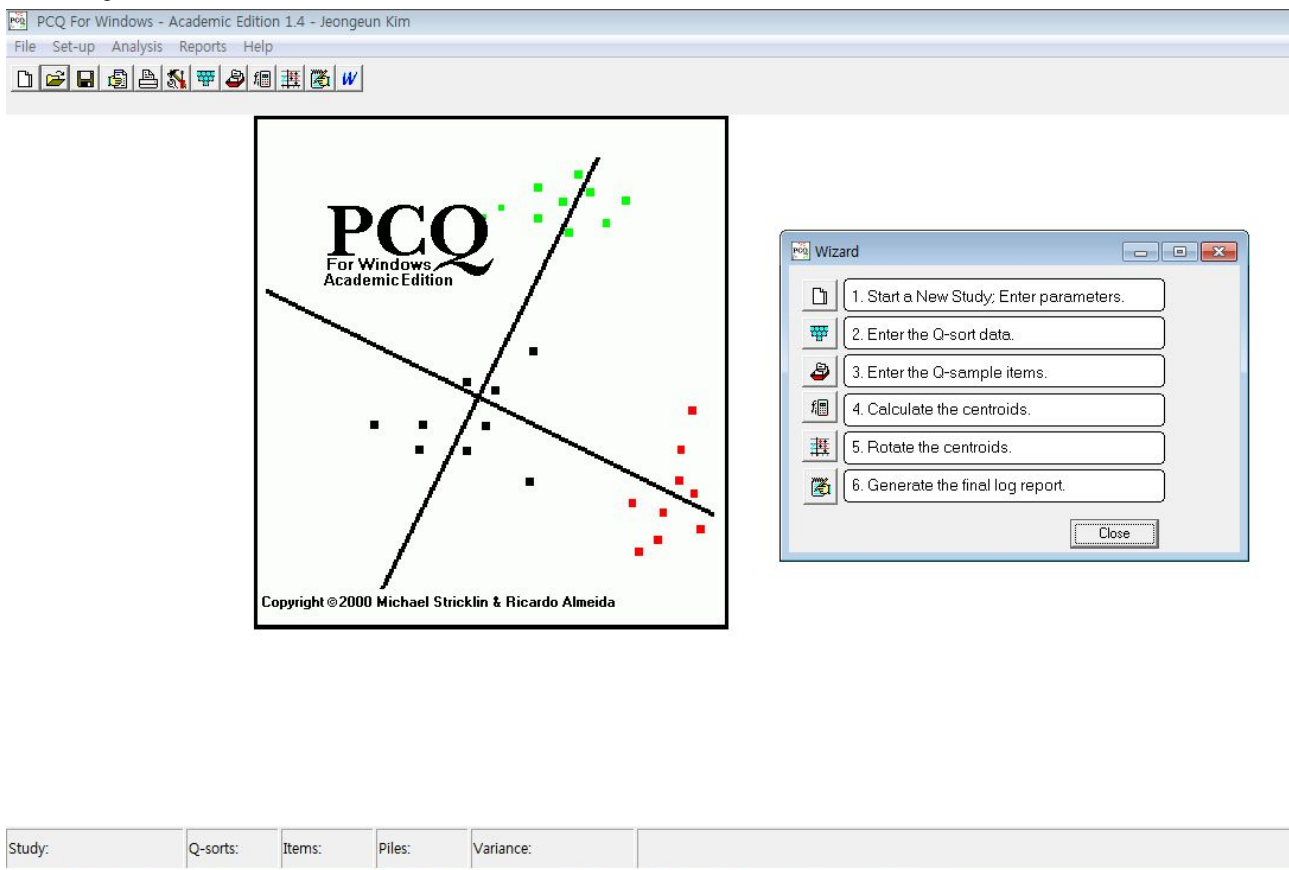 PCQ For Windows - Academic Edition 1.4 - Jeongeun Kim
File Set-up Analysis Reports Help
W
PCQ
For Windows
Academic Edition
Copyright ©2000 Michael Stricklin & Ricardo Almeida
Wizard
1. Start a New Study; Enter parameters.
2. Enter the Q-sort data.
3. Enter the Q-sample items.
4. Calculate the centroids.
5. Rotate the centroids.
6. Generate the final log report.
Close
Study: Q-sorts: Items: Piles: Variance: